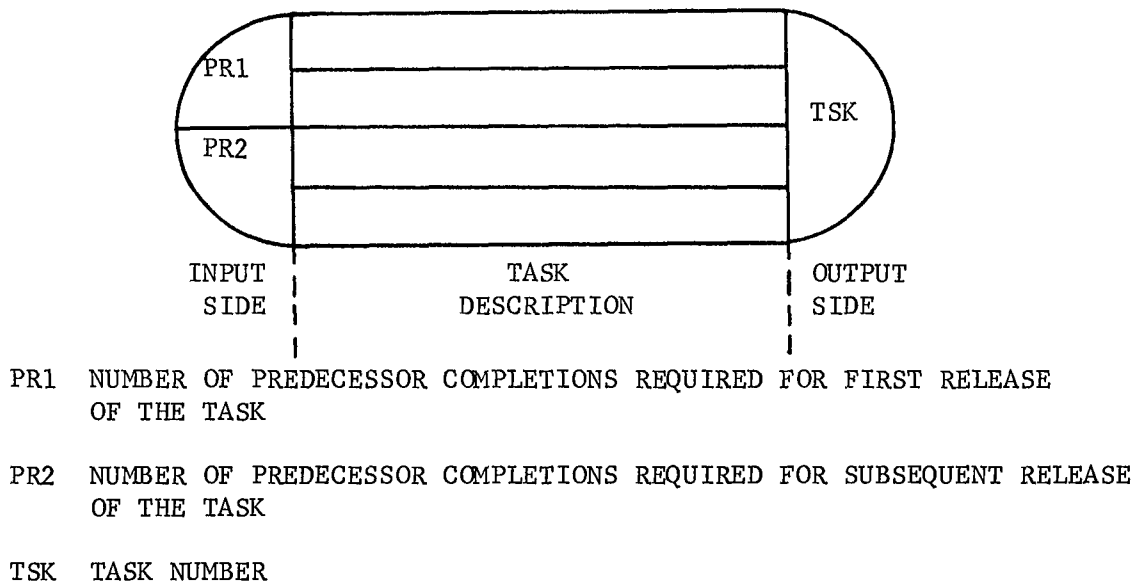 PR1
TSK
PR2
INPUT SIDE
TASK DESCRIPTION
OUTPUT SIDE
PR1 NUMBER OF PREDECESSOR COMPLETIONS REQUIRED FOR FIRST RELEASE
OF THE TASK
PR2 NUMBER OF PREDECESSOR COMPLETIONS REQUIRED FOR SUBSEQUENT RELEASE
OF THE TASK
TSK TASK NUMBER